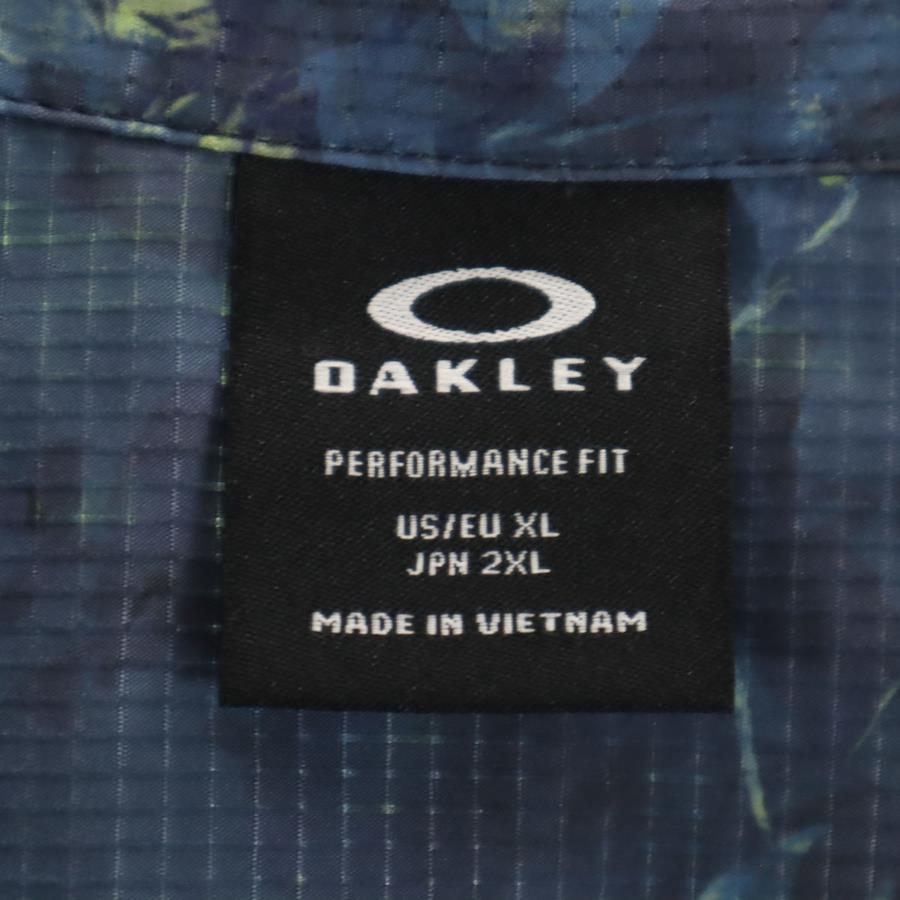 OAKLEY
PERFORMANCE FIT
US/EU XL
JPN 2XL
MADE IN VIETNAM